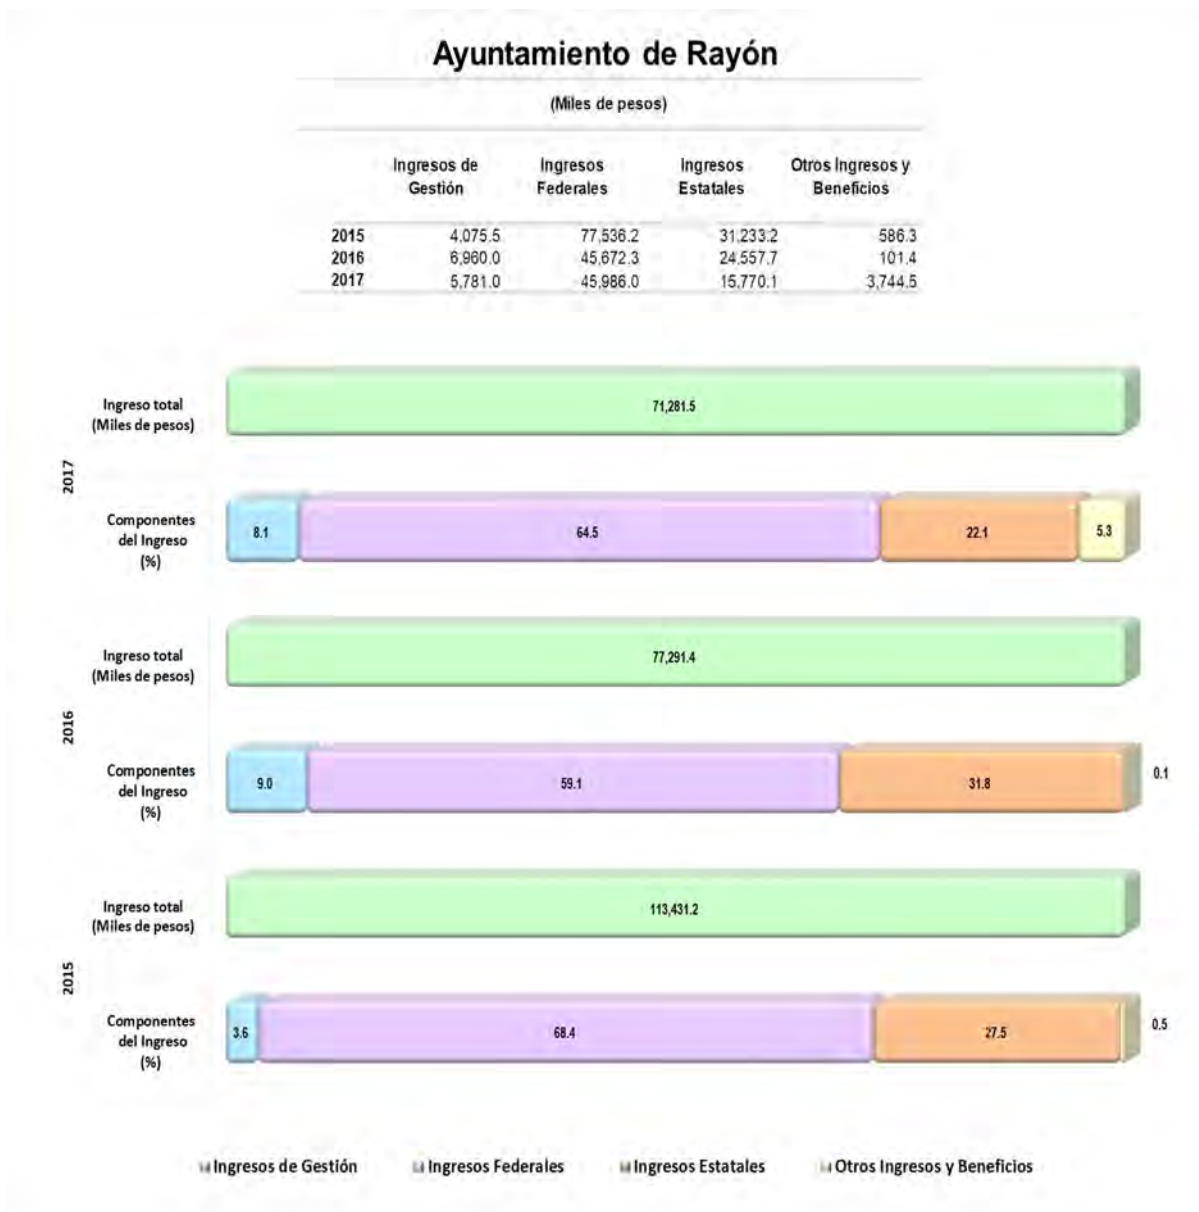 Ayuntamiento de Rayón
(Miles de pesos)
Ingresos de Gestión Ingresos Federales Ingresos Estatales Otros Ingresos y Beneficios
2015 4,075.5 77,536.2 31,233.2 586.3
2016 6,960.0 45,672.3 24,557.7 101.4
2017 5,781.0 45,986.0 15,770.1 3,744.5
2017
Ingreso total
(Miles de pesos)
71,281.5
Componentes
del Ingreso
(%)
8.1 64.5 22.1 5.3
2016
Ingreso total
(Miles de pesos)
77,291.4
Componentes
del Ingreso
(%)
9.0 59.1 31.8 0.1
2015
Ingreso total
(Miles de pesos)
113,431.2
Componentes
del Ingreso
(%)
3.6 68.4 27.5 0.5
Ingresos de Gestión Ingresos Federales Ingresos Estatales Otros Ingresos y Beneficios